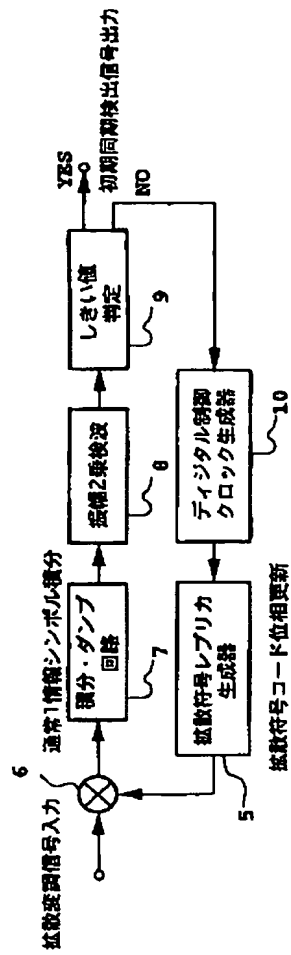 拡散変調信号入力
6
通常1情報シンボル積分
積分・ダンプ
回路
7
振幅2乗検波
8
しきい値
判定
9
YES
初期同期検出信号出力
NO
ディジタル制御
クロック生成器
10
拡散符号レプリカ
生成器
5
拡散符号コード位相更新